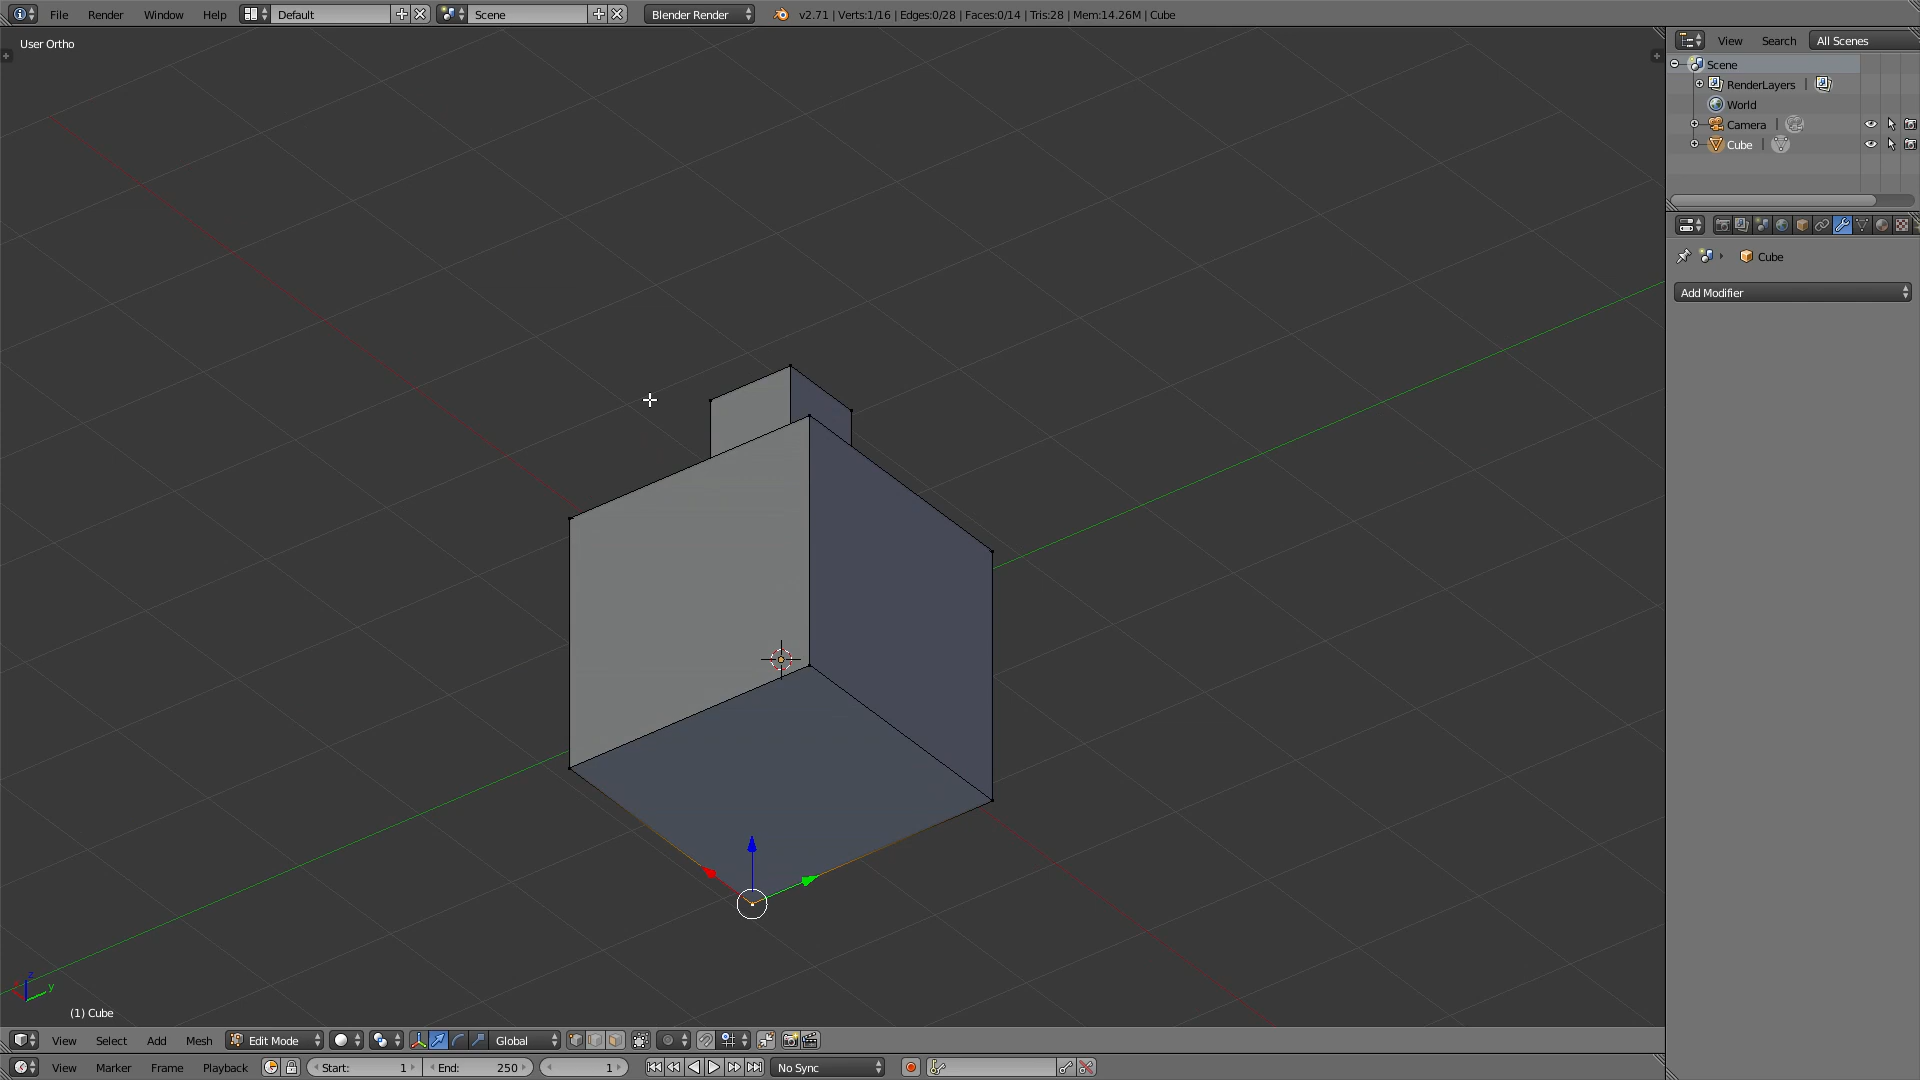 File Render Window Help Default Scene Blender Render v2.71 | Verts:1/16 | Edges:0/28 | Faces:0/14 | Tris:28 | Mem:14.26M | Cube
User Ortho
View Search All Scenes
Scene
RenderLayers |
World
Camera |
Cube |
Cube
Add Modifier
z
y
(1) Cube
View Select Add Mesh Edit Mode Global
View Marker Frame Playback Start: 1 End: 250 1 No Sync